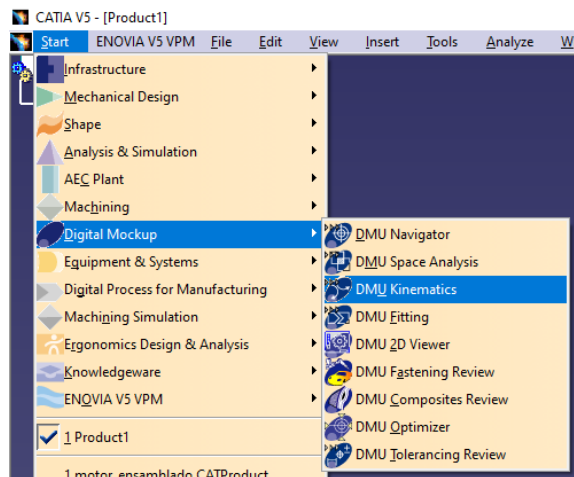 CATIA V5 - [Product1]
Start ENOVIA V5 VPM File Edit View Insert Tools Analyze W
Infrastructure
Mechanical Design
Shape
Analysis & Simulation
AEC Plant
Machining
Digital Mockup
Equipment & Systems
Digital Process for Manufacturing
Machining Simulation
Ergonomics Design & Analysis
Knowledgeware
ENOVIA V5 VPM
1 Product1
1 motor_ensamblado.CATProduct
DMU Navigator
DMU Space Analysis
DMU Kinematics
DMU Fitting
DMU 2D Viewer
DMU Fastening Review
DMU Composites Review
DMU Optimizer
DMU Tolerancing Review